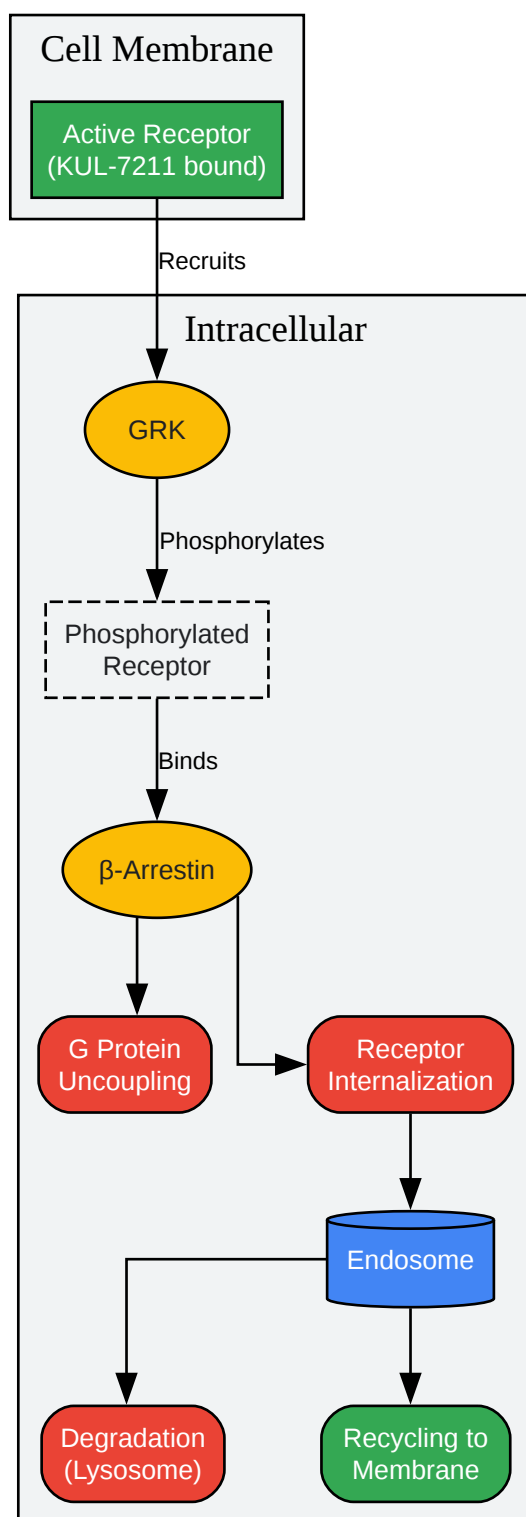 Cell Membrane
Active Receptor
(KUL-7211 bound)
Recruits
Intracellular
GRK
Phosphorylates
Phosphorylated
Receptor
Binds
β-Arrestin
G Protein
Uncoupling
Receptor
Internalization
Endosome
Degradation
(Lysosome)
Recycling to
Membrane